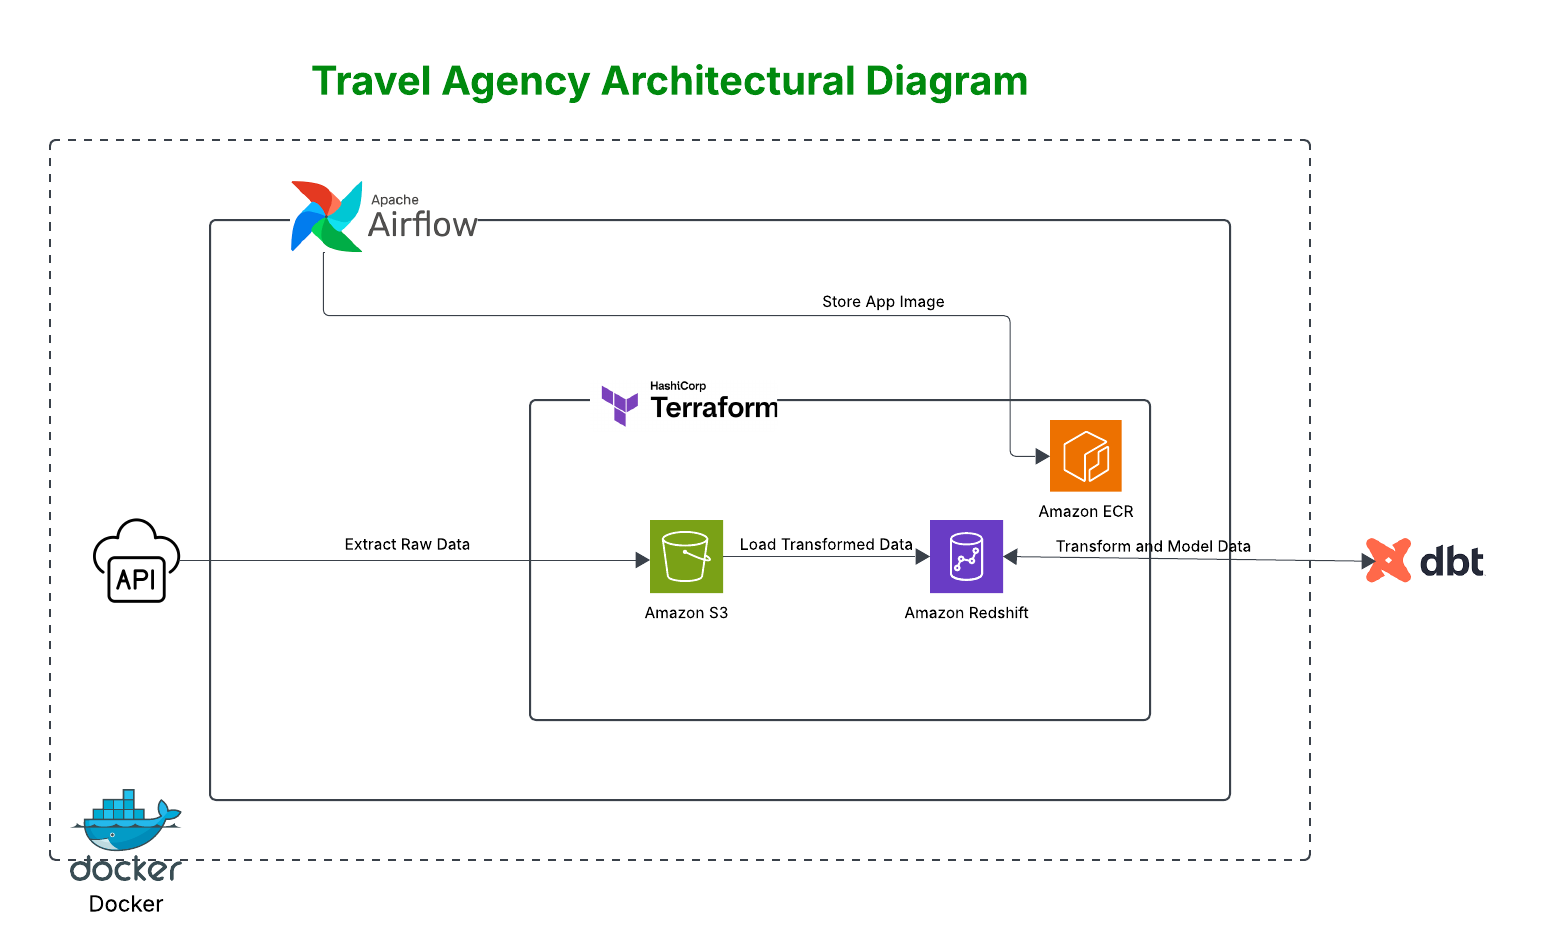 Travel Agency Architectural Diagram
Apache
Airflow
Store App Image
HashiCorp
Terraform
Amazon ECR
Extract Raw Data
Load Transformed Data
Transform and Model Data
API
dbt
Amazon S3
Amazon Redshift
docker
Docker